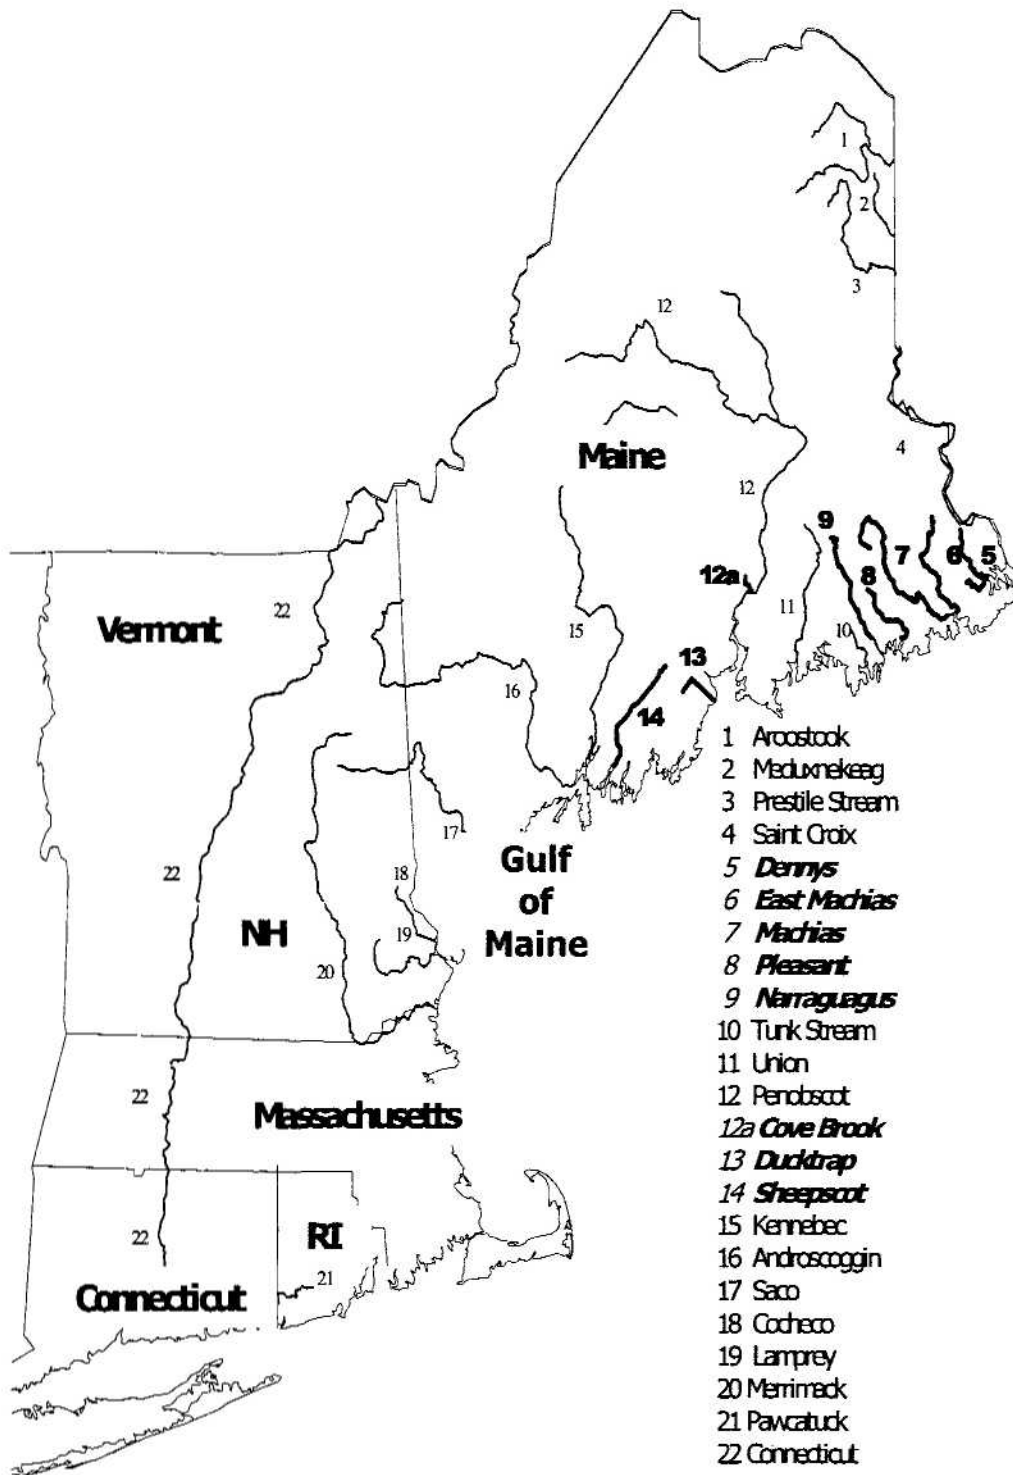 1
2
3
12
Maine
4
12
9
7
6
5
12a
8
22
11
Vermont
15
10
13
16
14
1 Aroostook
2 Meduxnekeag
3 Prestile Stream
4 Saint Croix
5 Dennys
6 East Machias
7 Machias
8 Pleasant
9 Narraguagus
10 Tunk Stream
11 Union
12 Penobscot
12a Cove Brook
13 Ducktrap
14 Sheepscot
15 Kennebec
16 Androscoggin
17 Saco
18 Cocheco
19 Lamprey
20 Merrimack
21 Pawcatuck
22 Connecticut
17
Gulf
of
Maine
22
18
NH
19
20
22
Massachusetts
22
RI
21
Connecticut